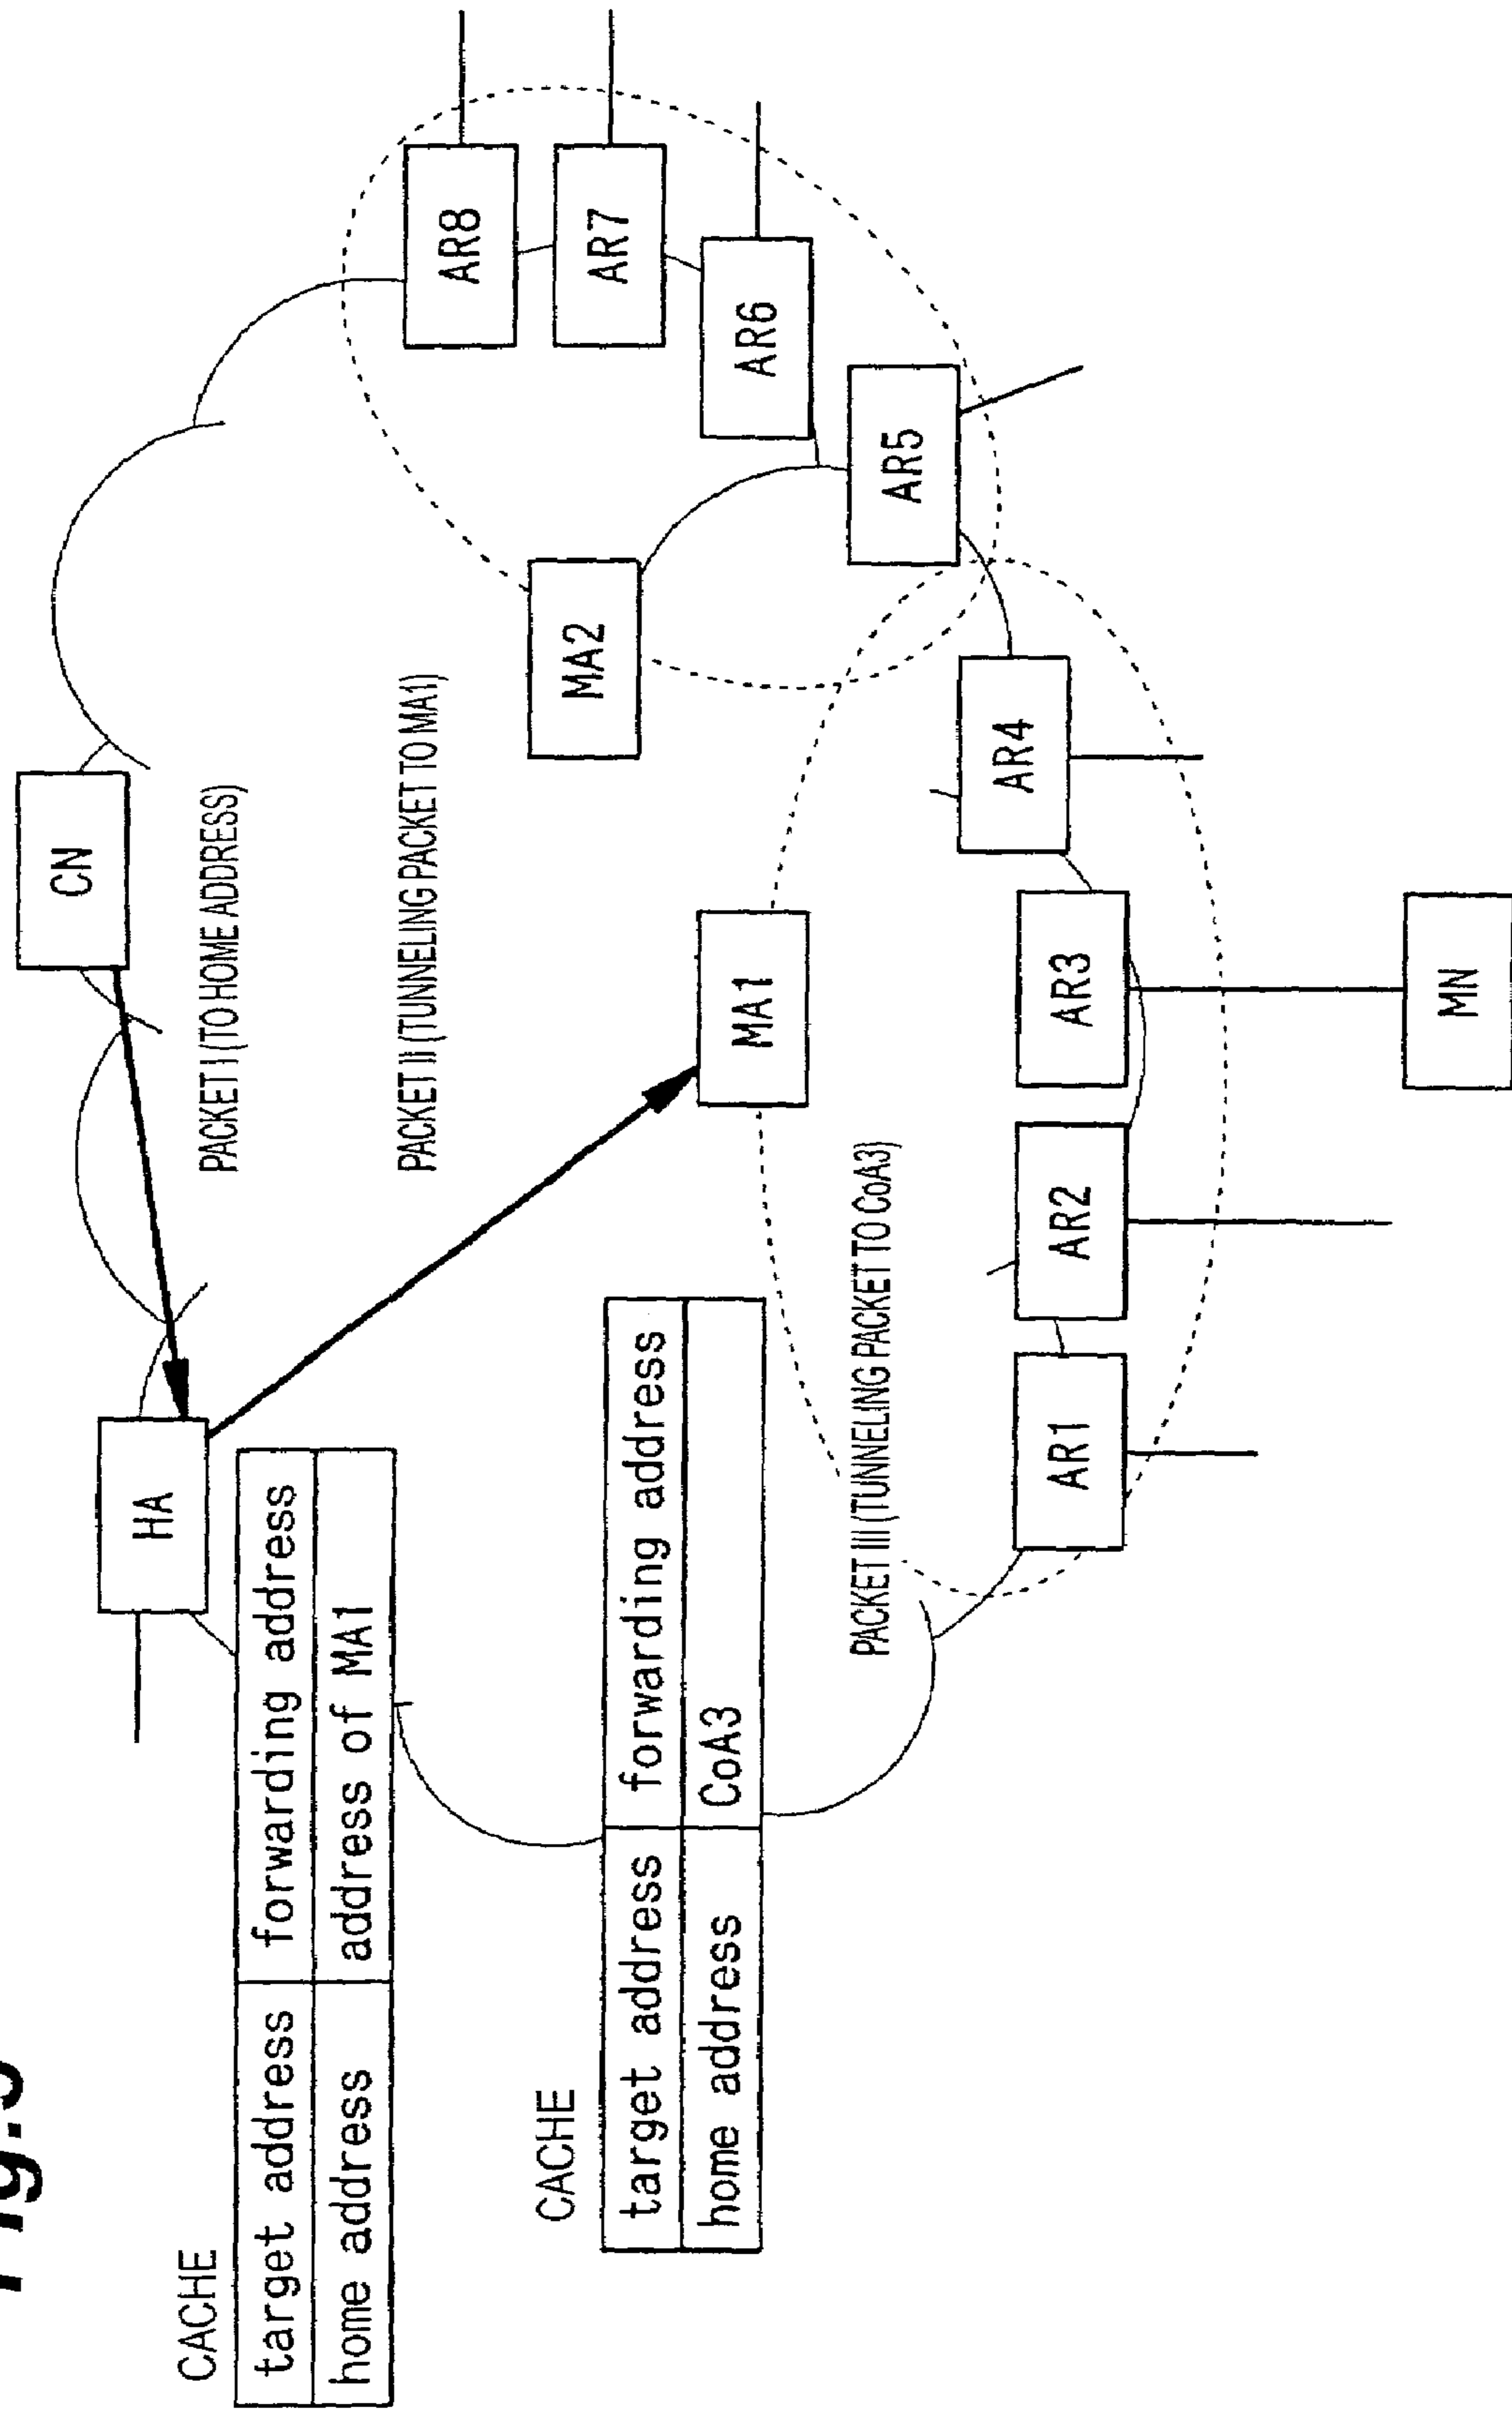 CACHE
target address forwarding address
home address address of MA1
CACHE
target address forwarding address
home address CoA3
HA
CN
PACKET I (TO HOME ADDRESS)
PACKET II (TUNNELING PACKET TO MA1)
PACKET III (TUNNELING PACKET TO CoA3)
MA1
MA2
AR1
AR2
AR3
AR4
AR5
AR6
AR7
AR8
MN